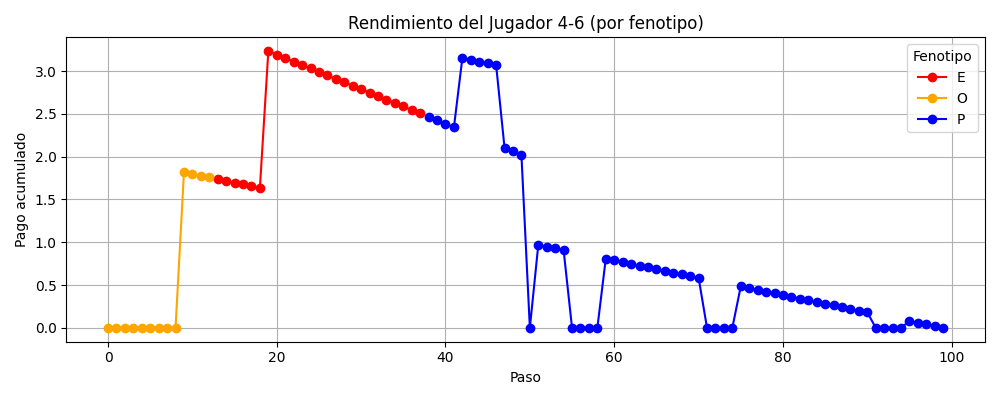 Rendimiento del Jugador 4-6 (por fenotipo)
Pago acumulado
3.0
2.5
2.0
1.5
1.0
0.5
0.0
0
20
40
60
80
100
Paso
Fenotipo
E
O
P